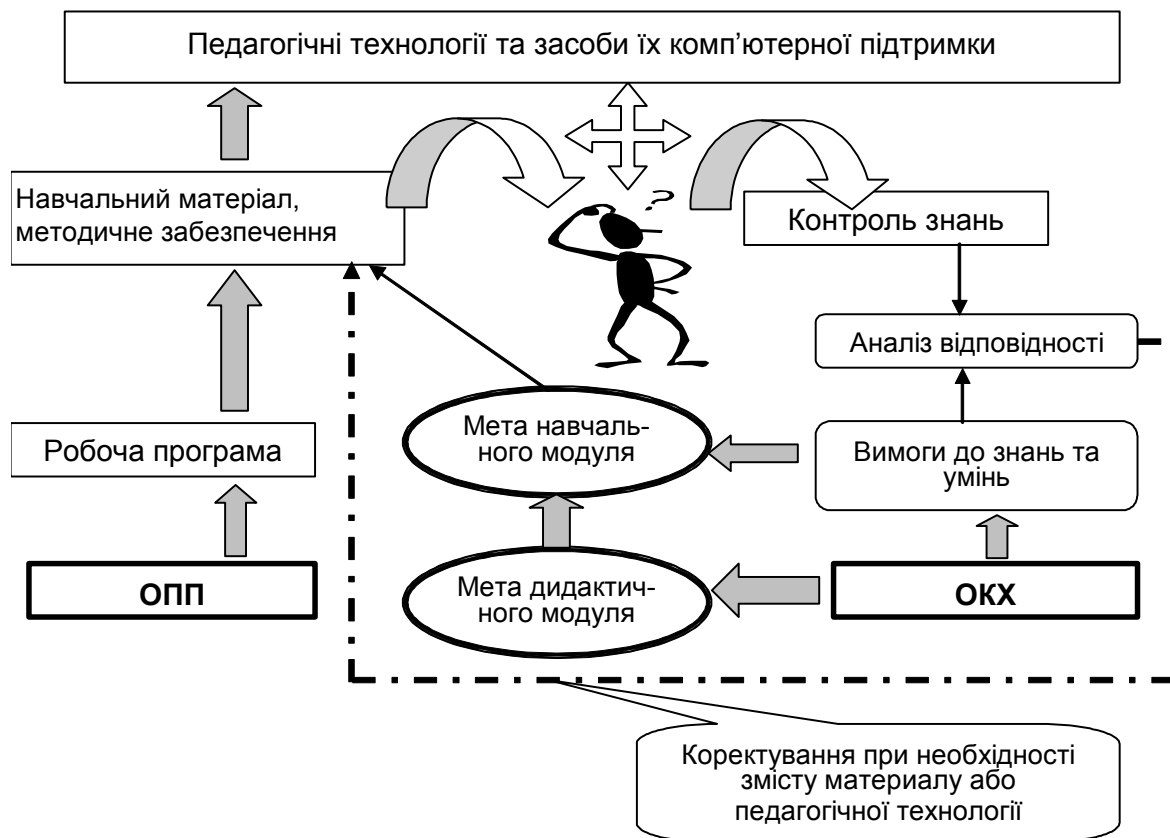 Педагогічні технології та засоби їх комп’ютерної підтримки
Навчальний матеріал,
методичне забезпечення
?
Контроль знань
Аналіз відповідності
Мета навчаль-
ного модуля
Робоча програма
Вимоги до знань та
умінь
ОПП
Мета дидактич-
ного модуля
ОКХ
Коректування при необхідності
змісту материалу або
педагогічної технології